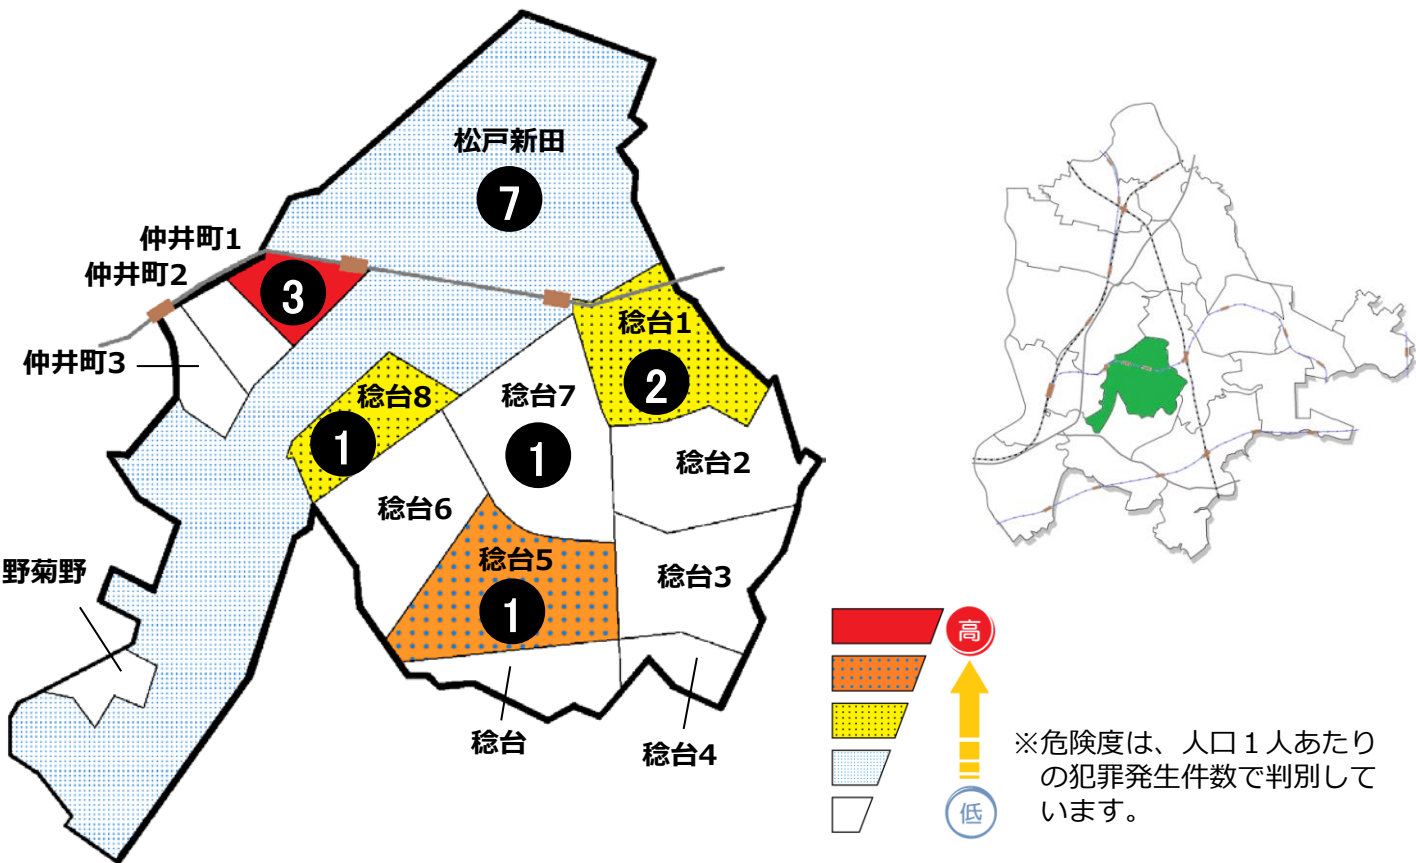 松戸新田
7
仲井町1
仲井町2
3
仲井町3
稔台1
2
稔台8
1
稔台7
1
稔台2
稔台6
稔台5
1
稔台3
野菊野
稔台
稔台4
高
低
※危険度は、人口１人あたり
の犯罪発生件数で判別して
います。